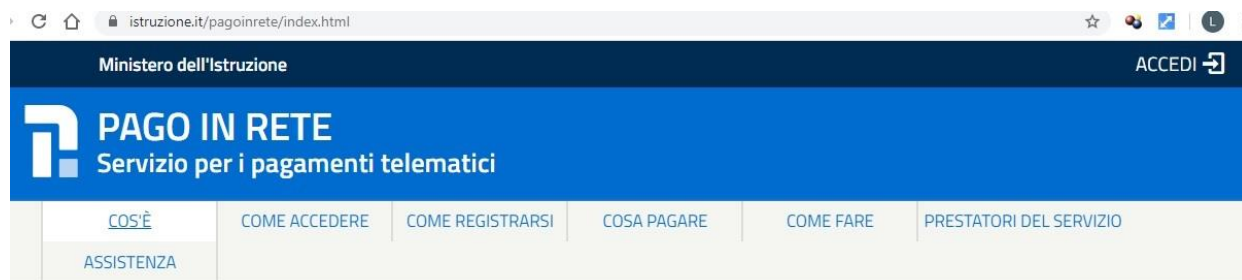 istruzione.it/pagoinrete/index.html
L
Ministero dell'Istruzione
ACCEDI
PAGO IN RETE
Servizio per i pagamenti telematici
COS'È COME ACCEDERE COME REGISTRARSI COSA PAGARE COME FARE PRESTATORI DEL SERVIZIO
ASSISTENZA